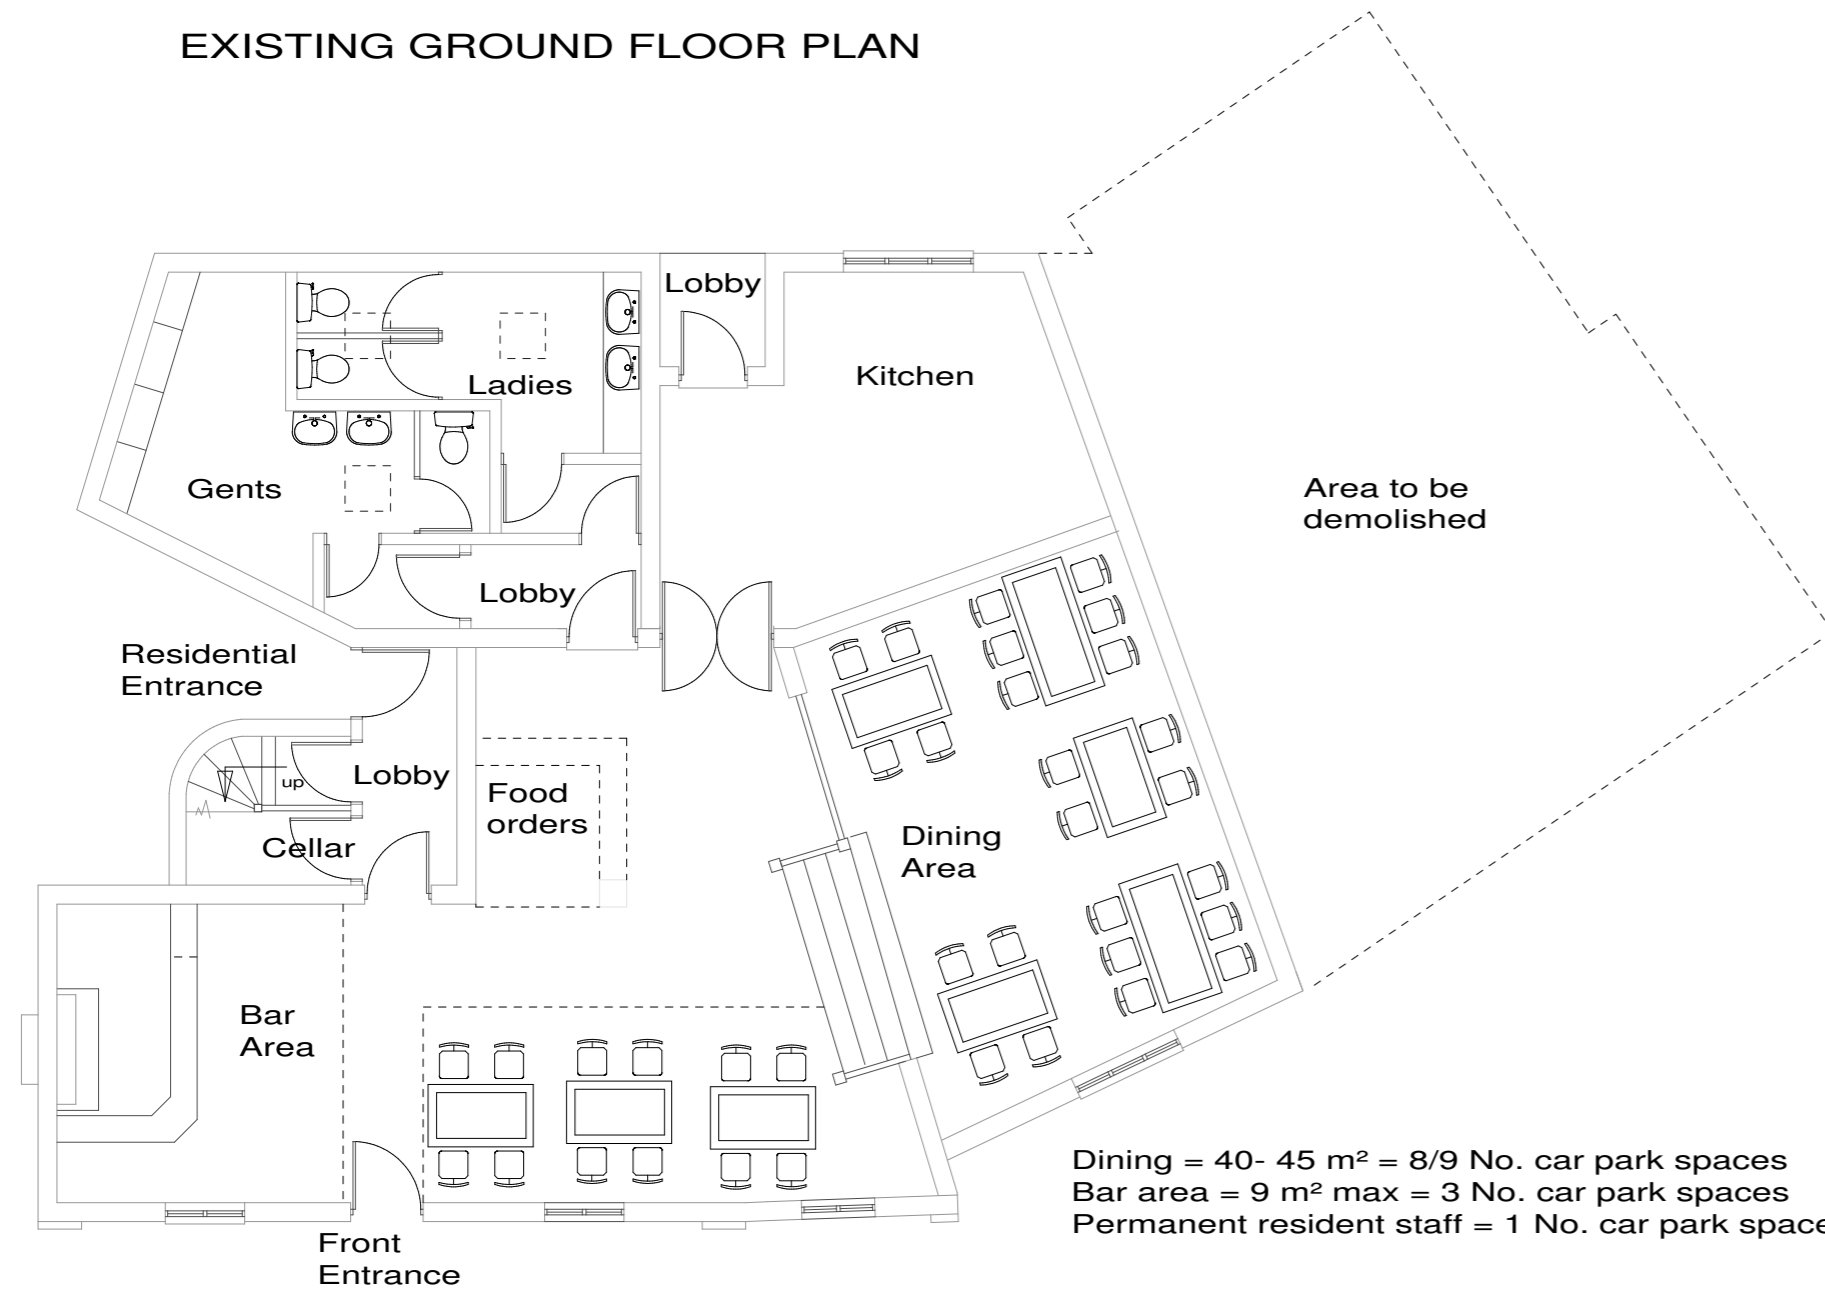 EXISTING GROUND FLOOR PLAN
Lobby
Kitchen
Ladies
Gents
Area to be
demolished
Lobby
Residential
Entrance
Lobby
up
Food
orders
Cellar
Dining
Area
Bar
Area
Dining = 40- 45 m² = 8/9 No. car park spaces
Bar area = 9 m² max = 3 No. car park spaces
Permanent resident staff = 1 No. car park space
Front
Entrance